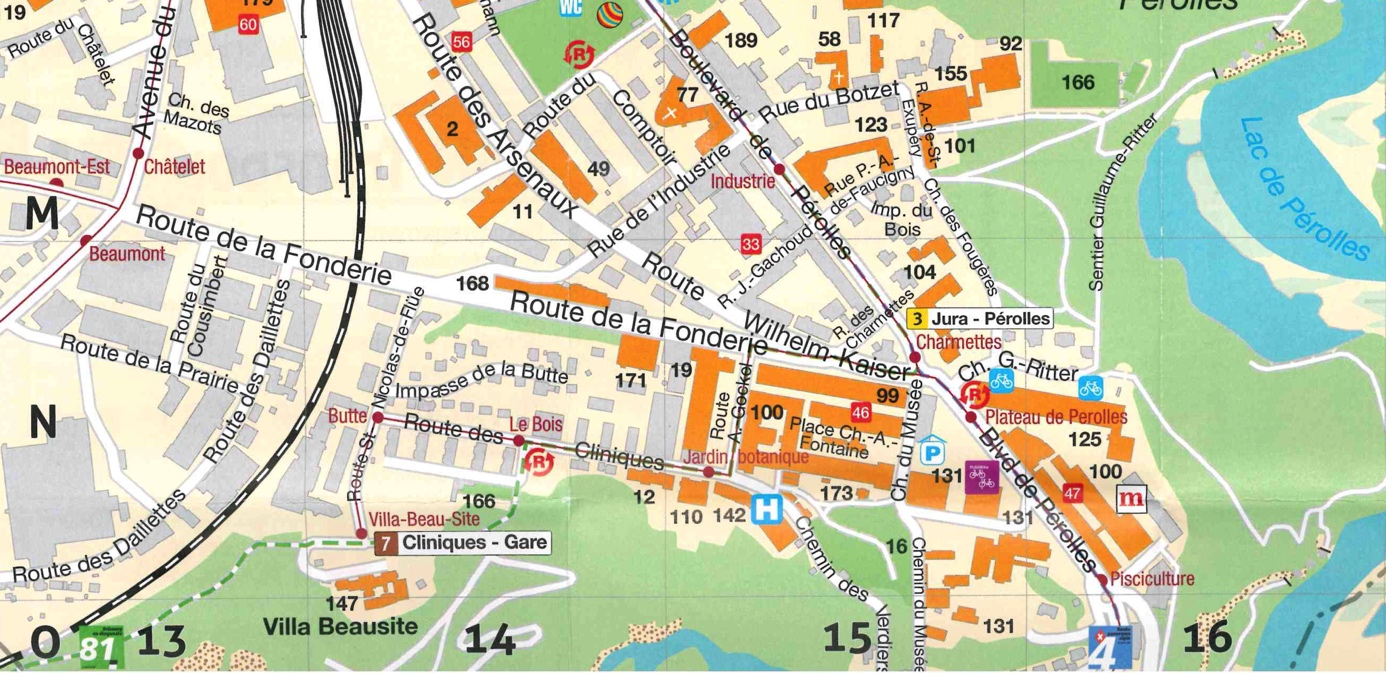 19
Route du
Châtelet
Avenue du
Ch. des
Mazots
179
60
56
Route des Arsenaux
WC
R
Route du
Comptoir
Boulevard de
Pérolles
189
117
58
92
155
166
77
Rue du Botzet
R. A.-de-St-
Exupéry
123
101
Pérolles
Lac de Pérolles
Sentier Guillaume-Ritter
Beaumont-Est
Châtelet
Beaumont
M
2
49
11
Rue de l'Industrie
Industrie
Rue P.-A.-
de-Faucigny
Imp. du
Bois
Ch. des Fougères
33
R. J.-Gachoud
104
R. des
Charmettes
3 Jura - Pérolles
Charmettes
Route de la Fonderie
168
Route de la Fonderie
Route
Wilhelm-Kaiser
Route du
Cousimbert
Route de la Prairie
Route des Daillettes
Nicolas-de-Flüe
Impasse de la Butte
171
19
Route
A.-Gockel
100
99
46
Place Ch.-A.-
Fontaine
Ch. du Musée
Ch. G.-Ritter
R
Plateau de Perolles
Blvd de Pérolles
125
100
47
m
P
131
131
N
Butte
Route des
Le Bois
R
Cliniques
Jardin botanique
Route St
166
12
110
142
H
173
Villa-Beau-Site
7 Cliniques - Gare
Route des Daillettes
147
Villa Beausite
Chemin des
Verdiers
16
Chemin du Musée
131
Pisciculture
O
81
13
14
15
4
16